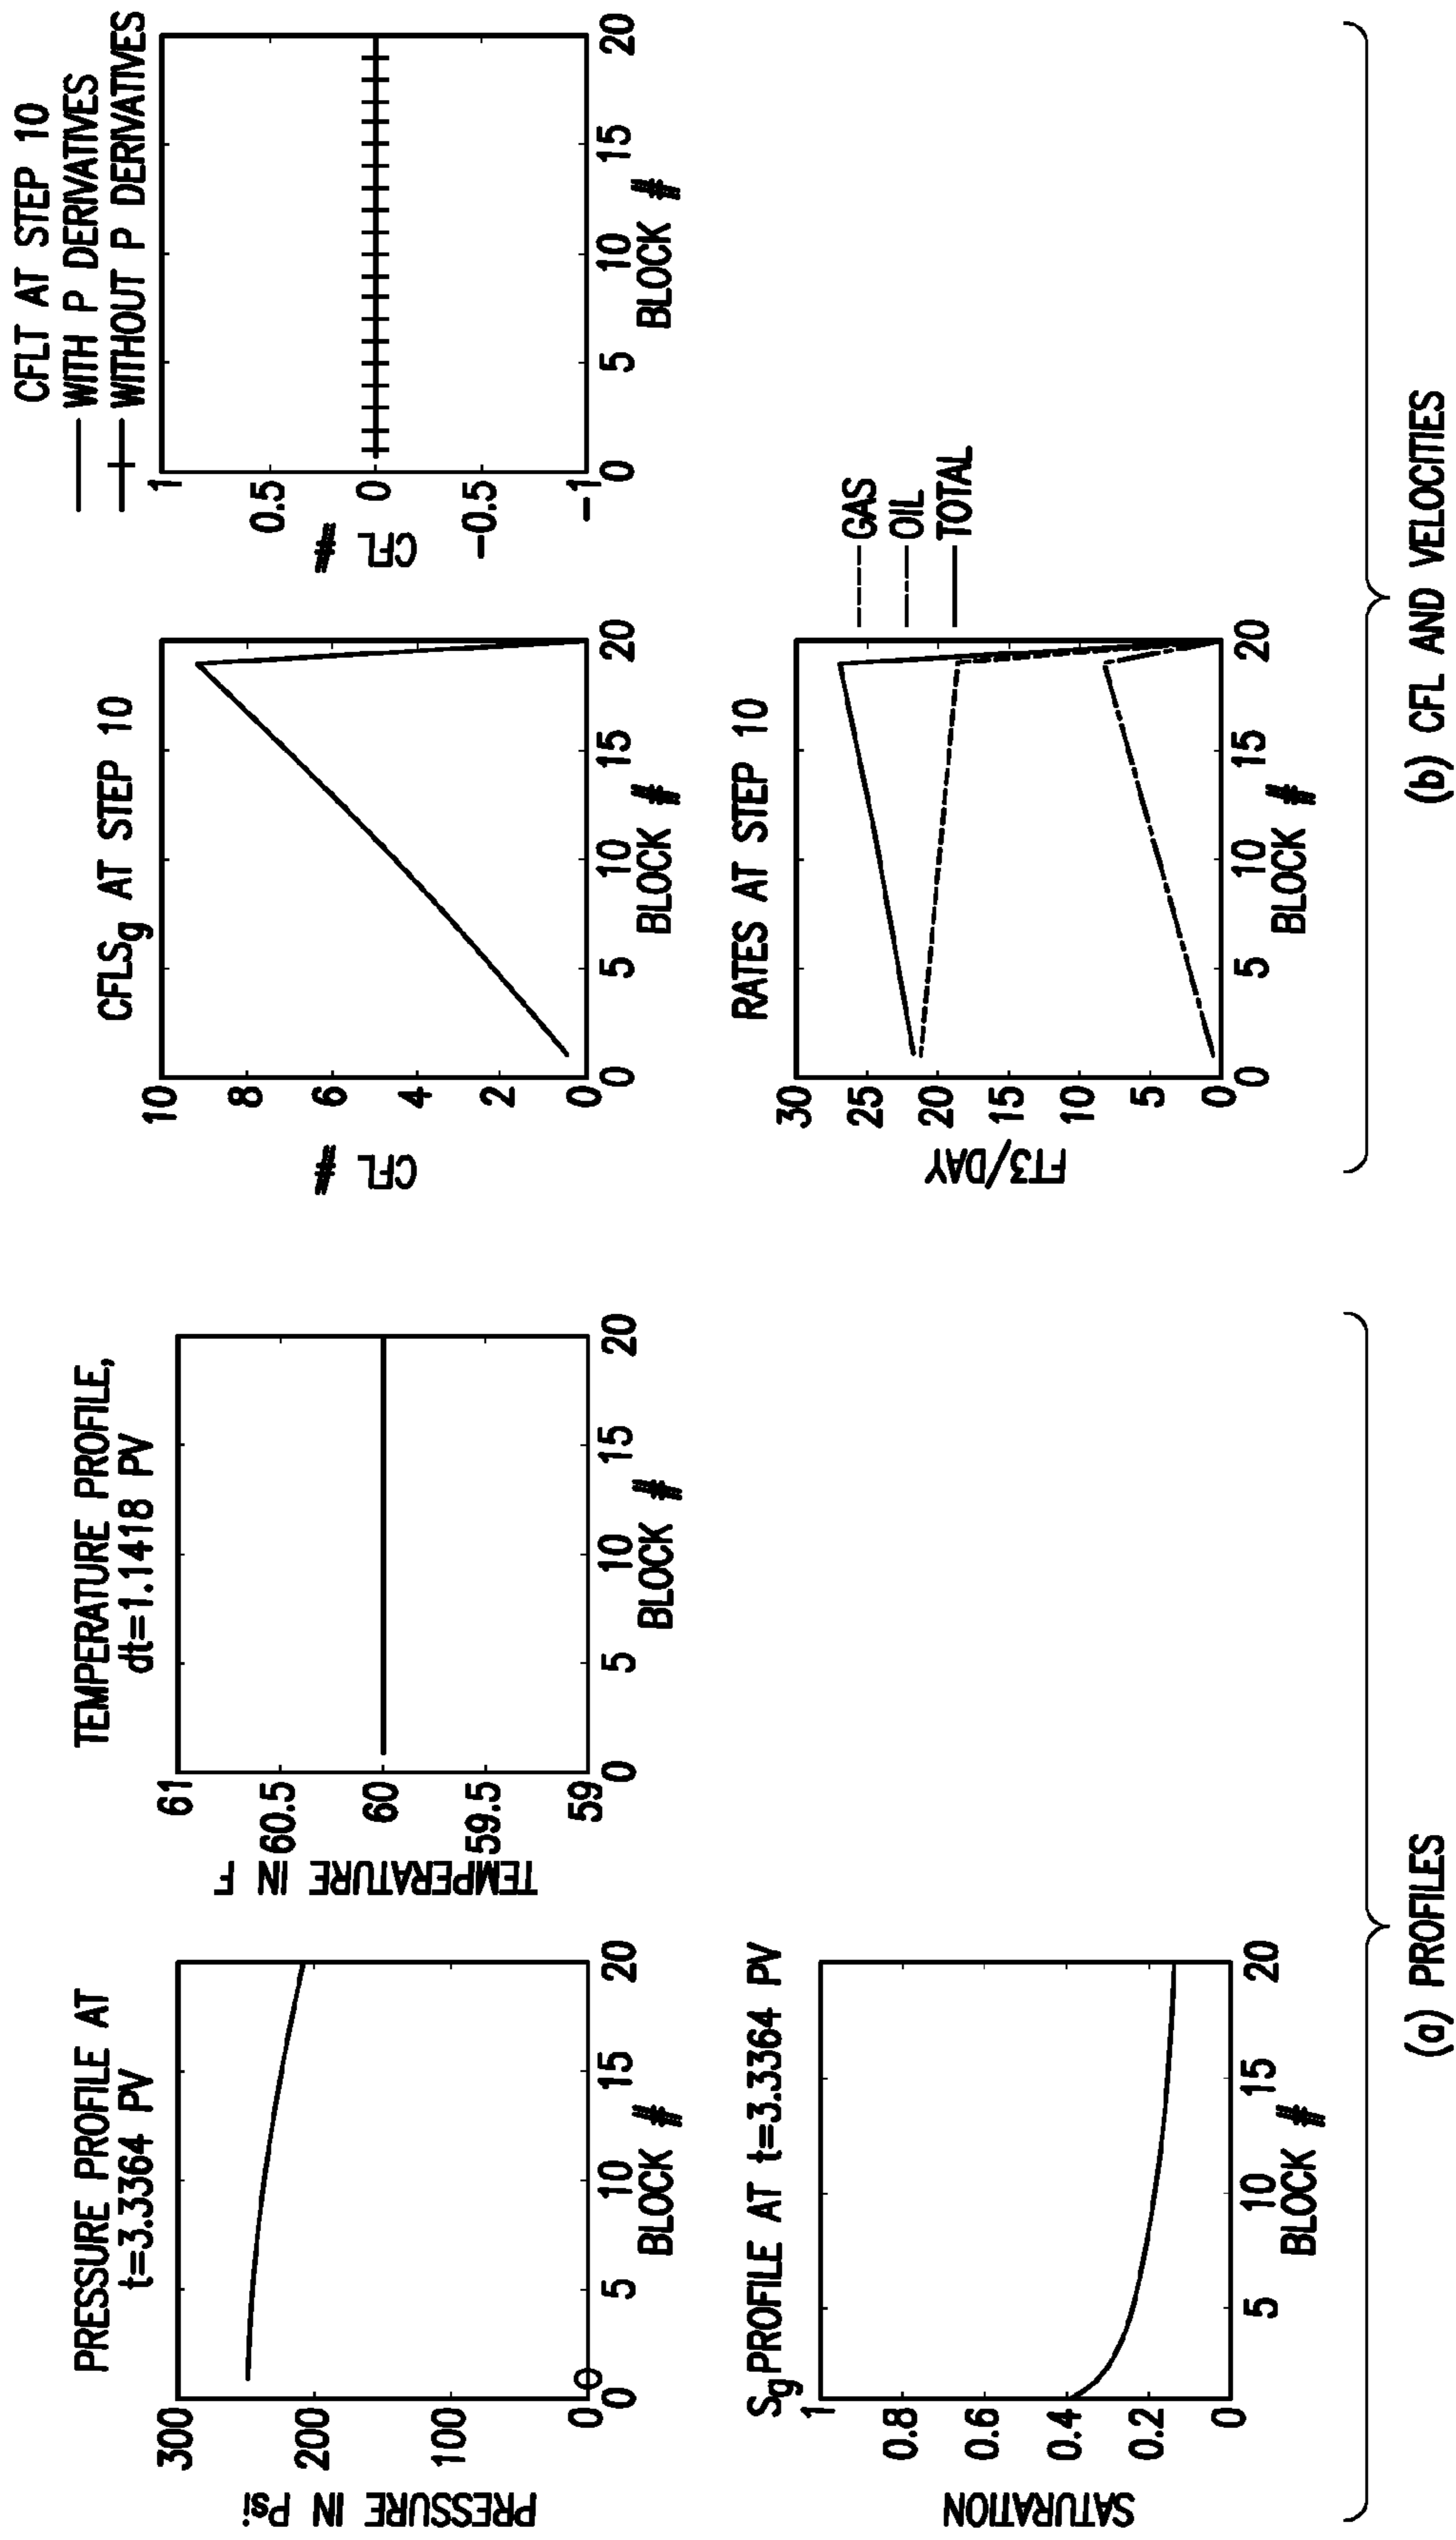 PRESSURE PROFILE AT
t=3.3364 PV
300
200
100
0
PRESSURE IN Psi
0 5 10 15 20
BLOCK #
TEMPERATURE PROFILE,
dt=1.1418 PV
61
60.5
60
59.5
59
TEMPERATURE IN F
0 5 10 15 20
BLOCK #
Sg PROFILE AT t=3.3364 PV
1
0.8
0.6
0.4
0.2
0
SATURATION
5 10 15 20
BLOCK #
(a) PROFILES
CFLSg AT STEP 10
10
8
6
4
2
0
CFL #
0 5 10 15 20
BLOCK #
CFLT AT STEP 10
WITH P DERIVATIVES
WITHOUT P DERIVATIVES
1
0.5
0
-0.5
-1
CFL #
0 5 10 15 20
BLOCK #
RATES AT STEP 10
30
25
20
15
10
5
0
FT3/DAY
0 5 10 15 20
BLOCK #
GAS
OIL
TOTAL
(b) CFL AND VELOCITIES